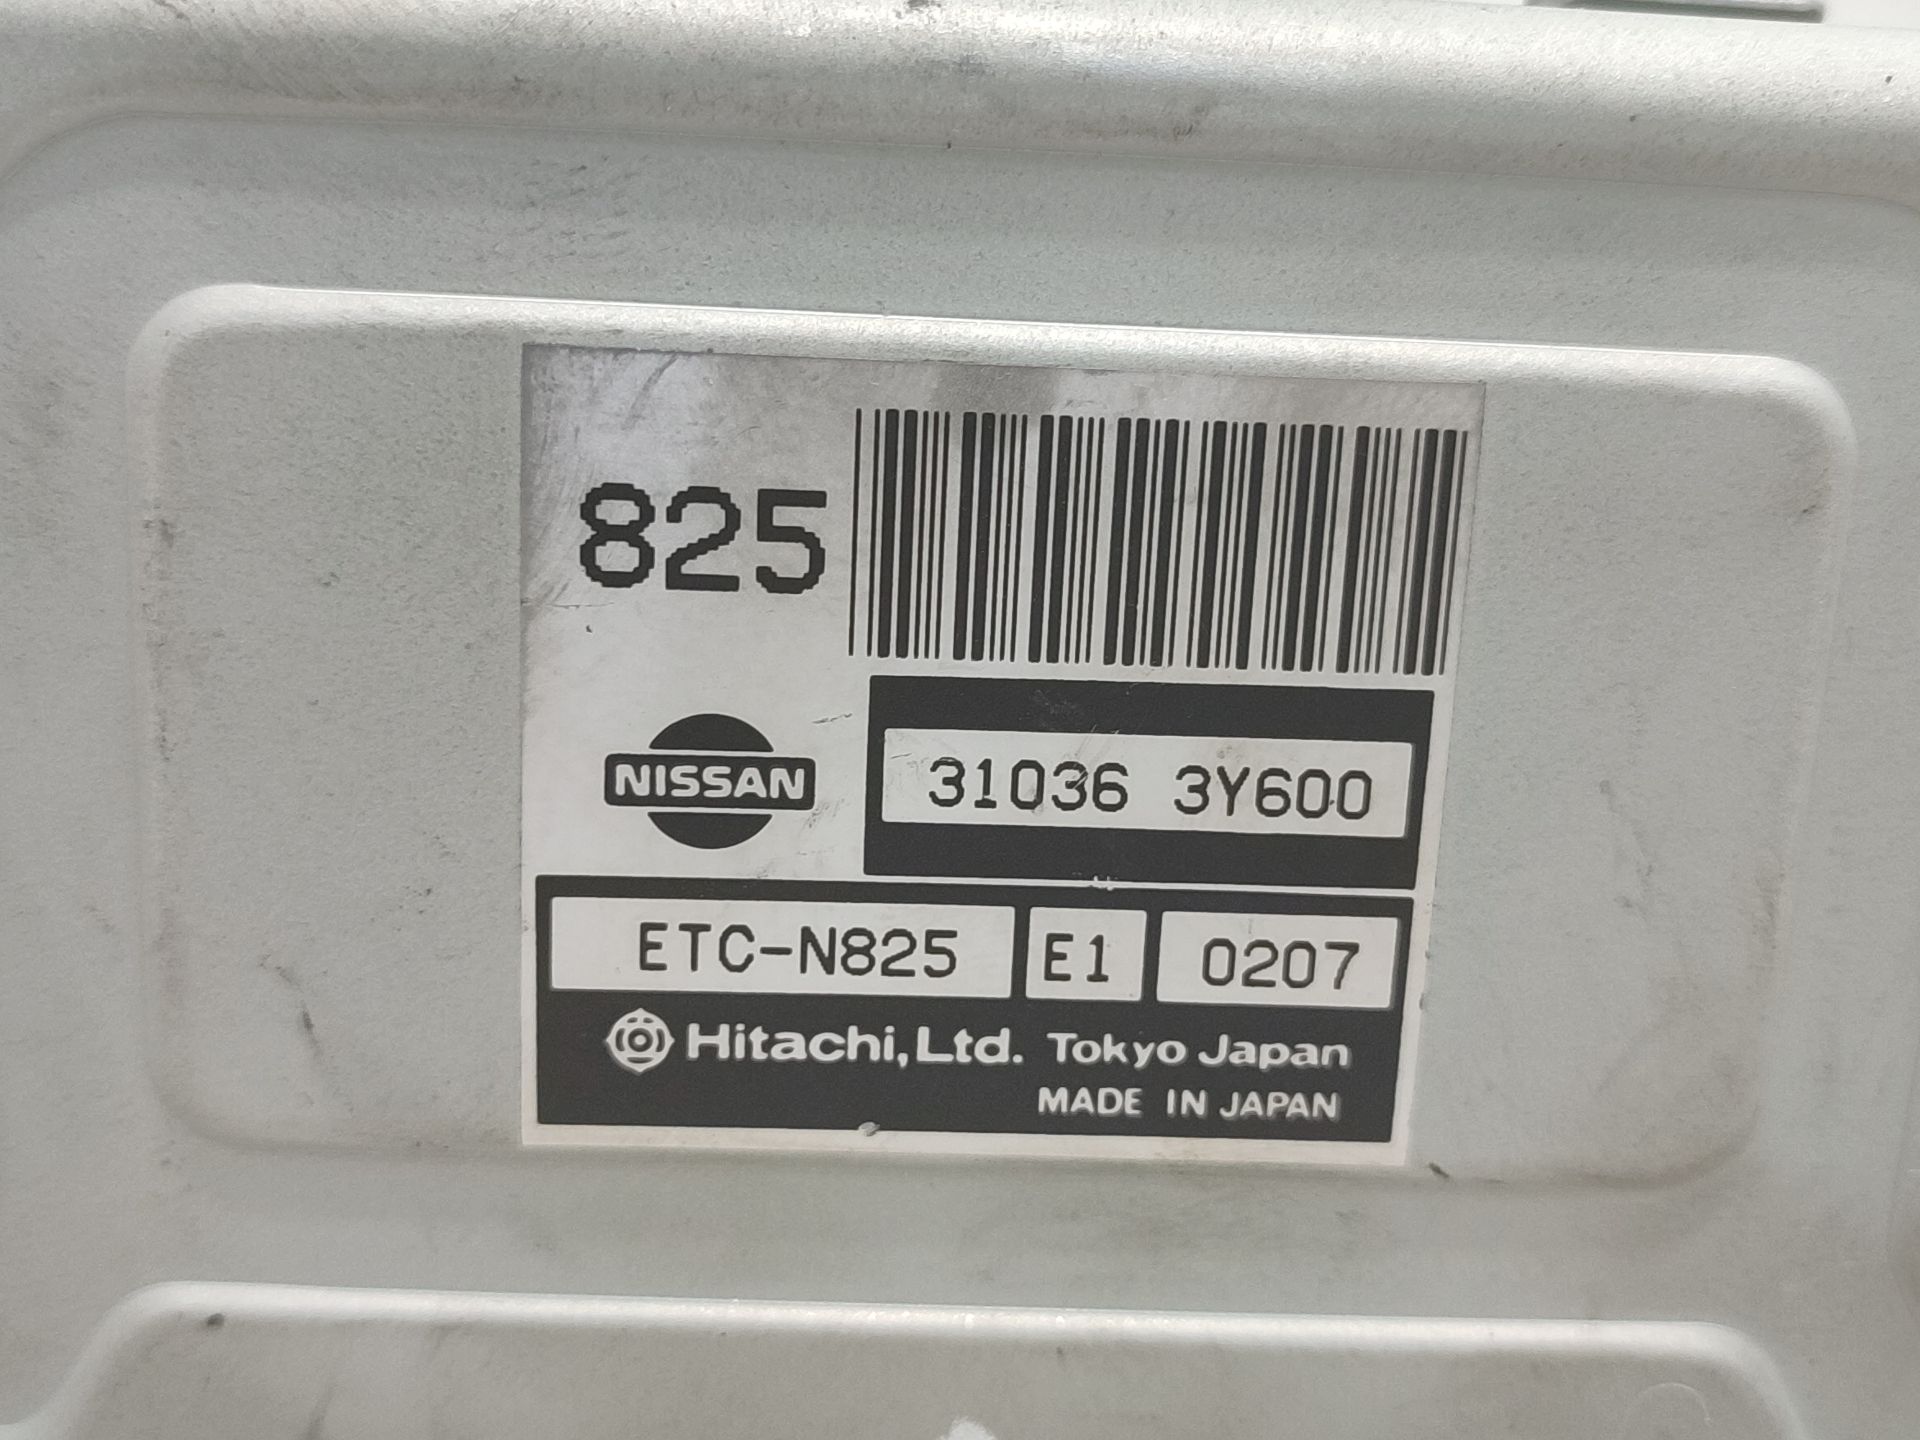 825
NISSAN
31036 3Y600
ETC-N825 E1 0207
Hitachi, Ltd. Tokyo Japan
MADE IN JAPAN